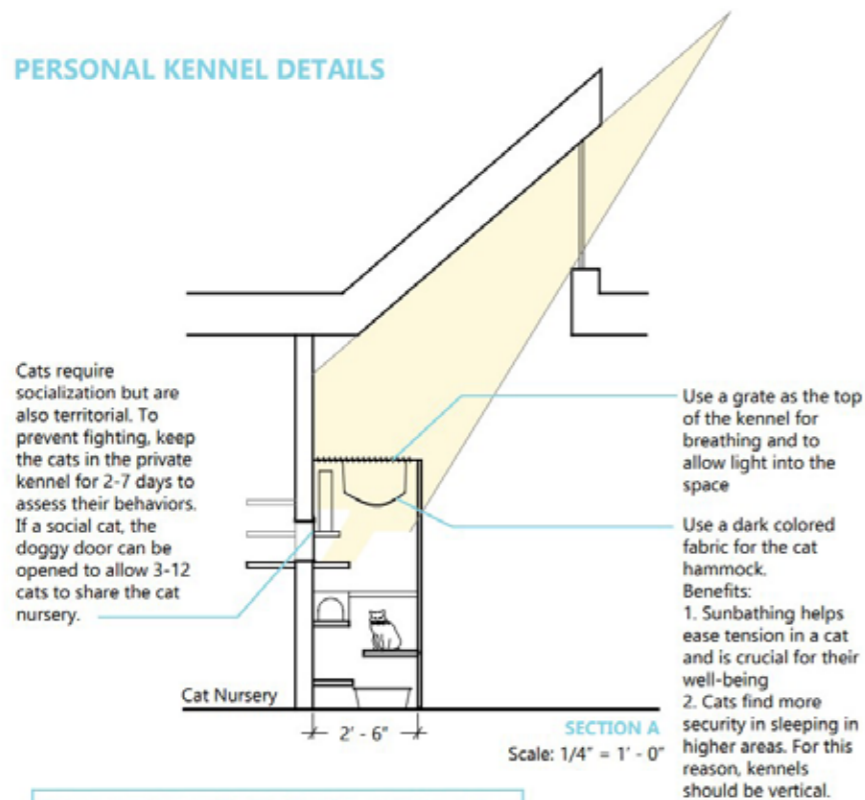 PERSONAL KENNEL DETAILS
Cats require
socialization but are
also territorial. To
prevent fighting, keep
the cats in the private
kennel for 2-7 days to
assess their behaviors.
If a social cat, the
doggy door can be
opened to allow 3-12
cats to share the cat
nursery.
Use a grate as the top
of the kennel for
breathing and to
allow light into the
space
Use a dark colored
fabric for the cat
hammock.
Benefits:
1. Sunbathing helps
ease tension in a cat
and is crucial for their
well-being
2. Cats find more
security in sleeping in
higher areas. For this
reason, kennels
should be vertical.
Cat Nursery
2' - 6"
SECTION A
Scale: 1/4" = 1' - 0"